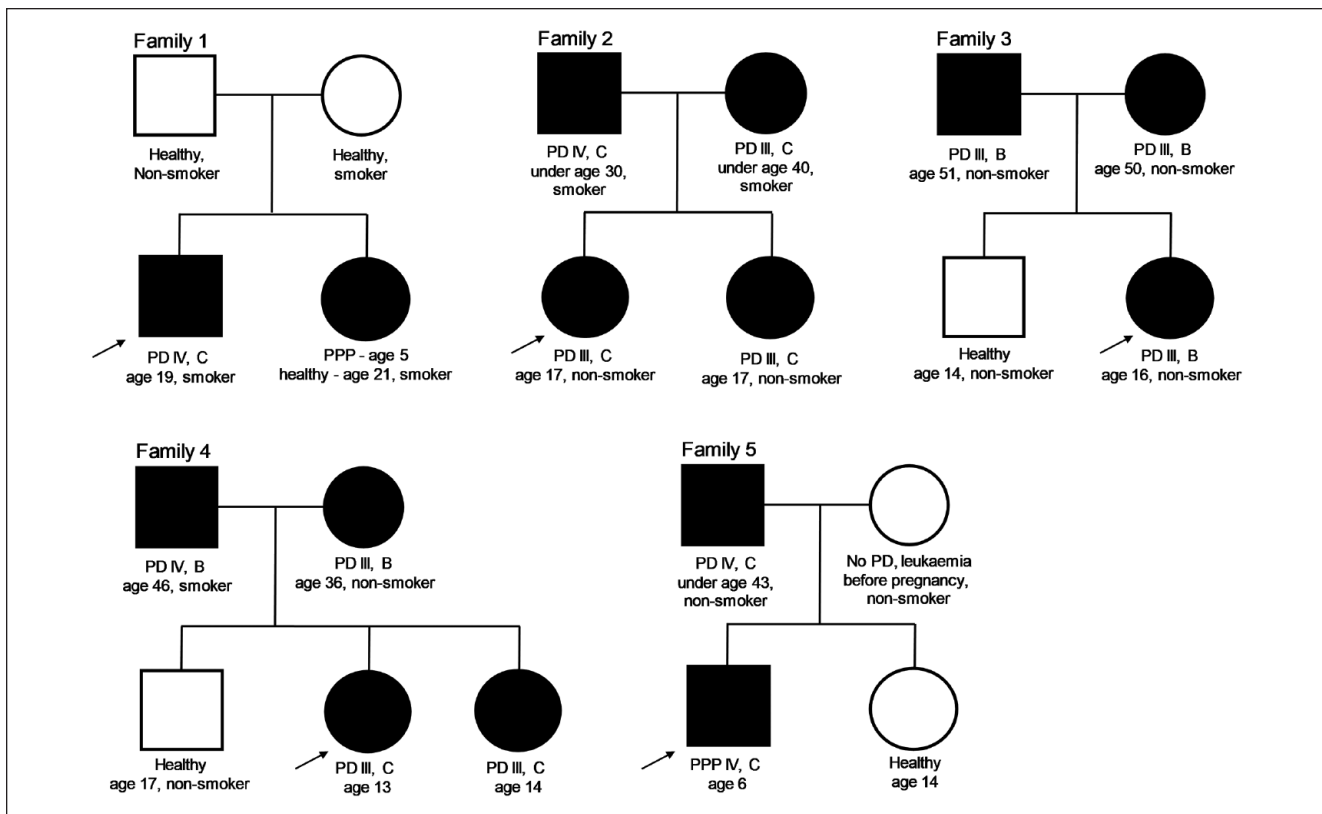 Family 1
Healthy,
Non-smoker
Healthy,
smoker
PD IV, C
age 19, smoker
PPP - age 5
healthy - age 21, smoker
Family 2
PD IV, C
under age 30,
smoker
PD III, C
under age 40,
smoker
PD III, C
age 17, non-smoker
PD III, C
age 17, non-smoker
Family 3
PD III, B
age 51, non-smoker
PD III, B
age 50, non-smoker
Healthy
age 14, non-smoker
PD III, B
age 16, non-smoker
Family 4
PD IV, B
age 46, smoker
PD III, B
age 36, non-smoker
Healthy
age 17, non-smoker
PD III, C
age 13
PD III, C
age 14
Family 5
PD IV, C
under age 43,
non-smoker
No PD, leukaemia
before pregnancy,
non-smoker
PPP IV, C
age 6
Healthy
age 14